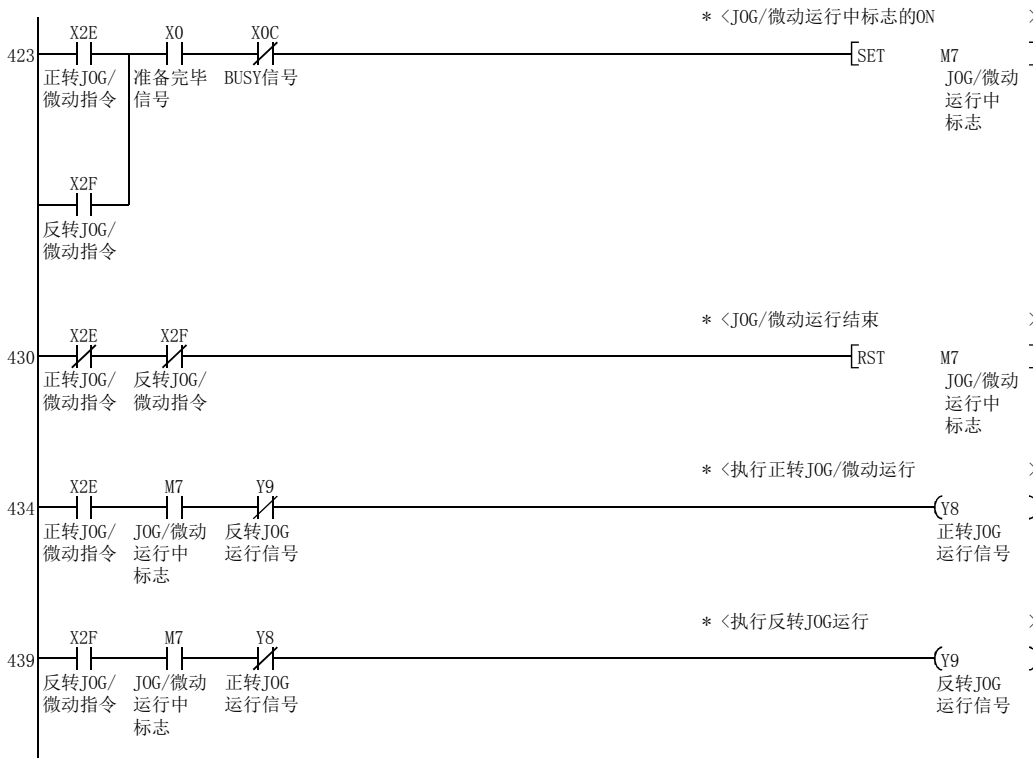 * <JOG/微动运行中标志的ON >
X2E X0 X0C
423 [SET M7
正转JOG/ 准备完毕 BUSY信号 JOG/微动
微动指令 信号 运行中
标志
X2F
反转JOG/
微动指令
* <JOG/微动运行结束 >
X2E X2F
430 [RST M7
正转JOG/ 反转JOG/ JOG/微动
微动指令 微动指令 运行中
标志
* <执行正转JOG/微动运行 >
X2E M7 Y9
434 (Y8 )
正转JOG/ JOG/微动 反转JOG 正转JOG
微动指令 运行中 运行信号 运行信号
标志
* <执行反转JOG运行 >
X2F M7 Y8
439 (Y9 )
反转JOG/ JOG/微动 正转JOG 反转JOG
微动指令 运行中 运行信号 运行信号
标志